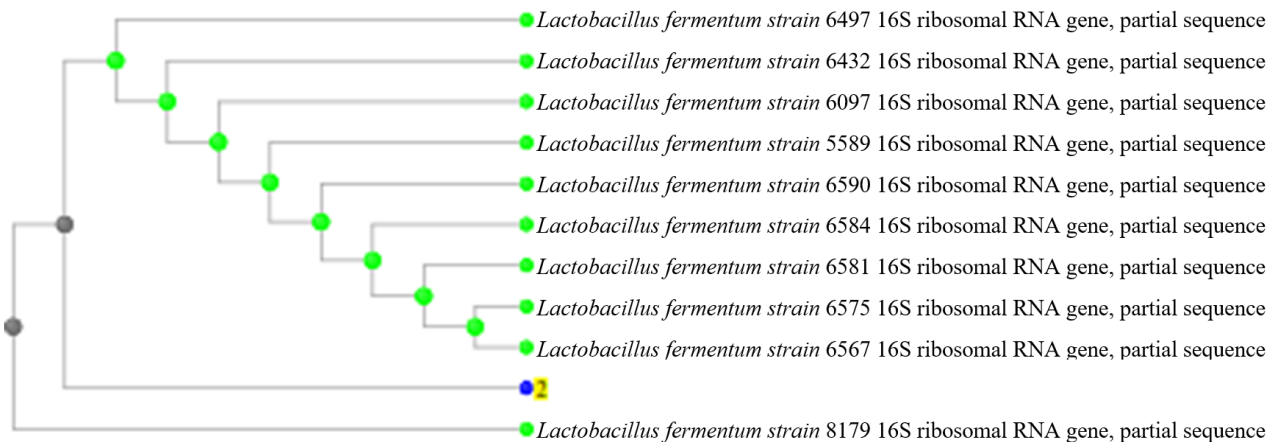 Lactobacillus fermentum strain 6497 16S ribosomal RNA gene, partial sequence
Lactobacillus fermentum strain 6432 16S ribosomal RNA gene, partial sequence
Lactobacillus fermentum strain 6097 16S ribosomal RNA gene, partial sequence
Lactobacillus fermentum strain 5589 16S ribosomal RNA gene, partial sequence
Lactobacillus fermentum strain 6590 16S ribosomal RNA gene, partial sequence
Lactobacillus fermentum strain 6584 16S ribosomal RNA gene, partial sequence
Lactobacillus fermentum strain 6581 16S ribosomal RNA gene, partial sequence
Lactobacillus fermentum strain 6575 16S ribosomal RNA gene, partial sequence
Lactobacillus fermentum strain 6567 16S ribosomal RNA gene, partial sequence
2
Lactobacillus fermentum strain 8179 16S ribosomal RNA gene, partial sequence